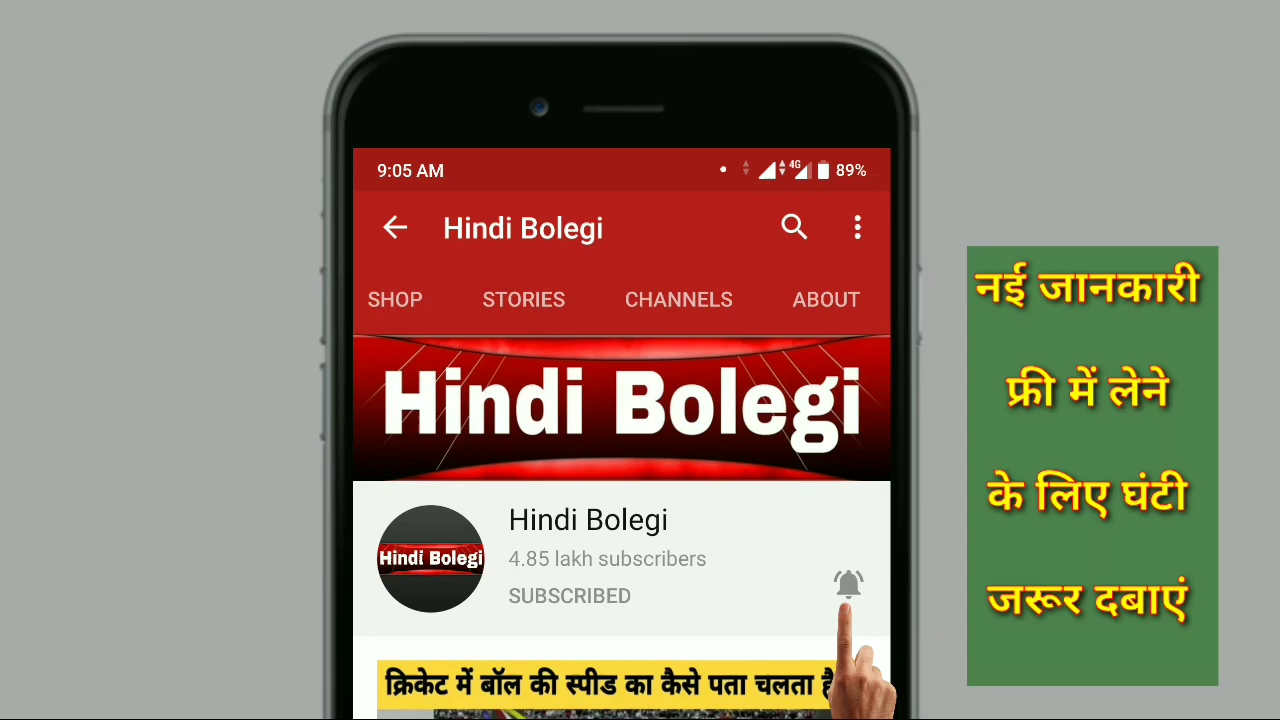 9:05 AM
4G
89%
Hindi Bolegi
SHOP
STORIES
CHANNELS
ABOUT
Hindi Bolegi
Hindi Bolegi
Hindi Bolegi
4.85 lakh subscribers
SUBSCRIBED
क्रिकेट में बॉल की स्पीड का कैसे पता चलता है
नई जानकारी
फ्री में लेने
के लिए घंटी
जरूर दबाएं